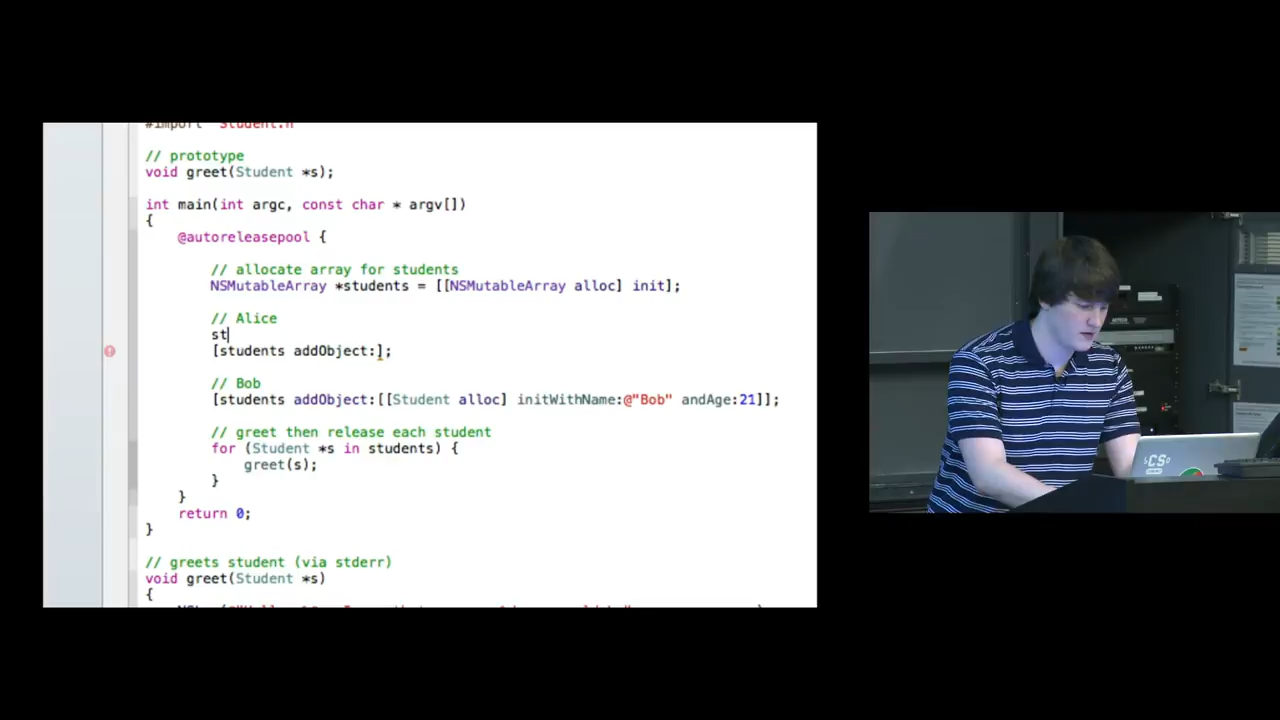 #import "Student.h
// prototype
void greet(Student *s);
int main(int argc, const char * argv[])
{
@autoreleasepool {
// allocate array for students
NSMutableArray *students = [[NSMutableArray alloc] init];
// Alice
st
[students addObject:];
// Bob
[students addObject:[[Student alloc] initWithName:@"Bob" andAge:21]];
// greet then release each student
for (Student *s in students) {
greet(s);
}
}
return 0;
}
// greets student (via stderr)
void greet(Student *s)
{